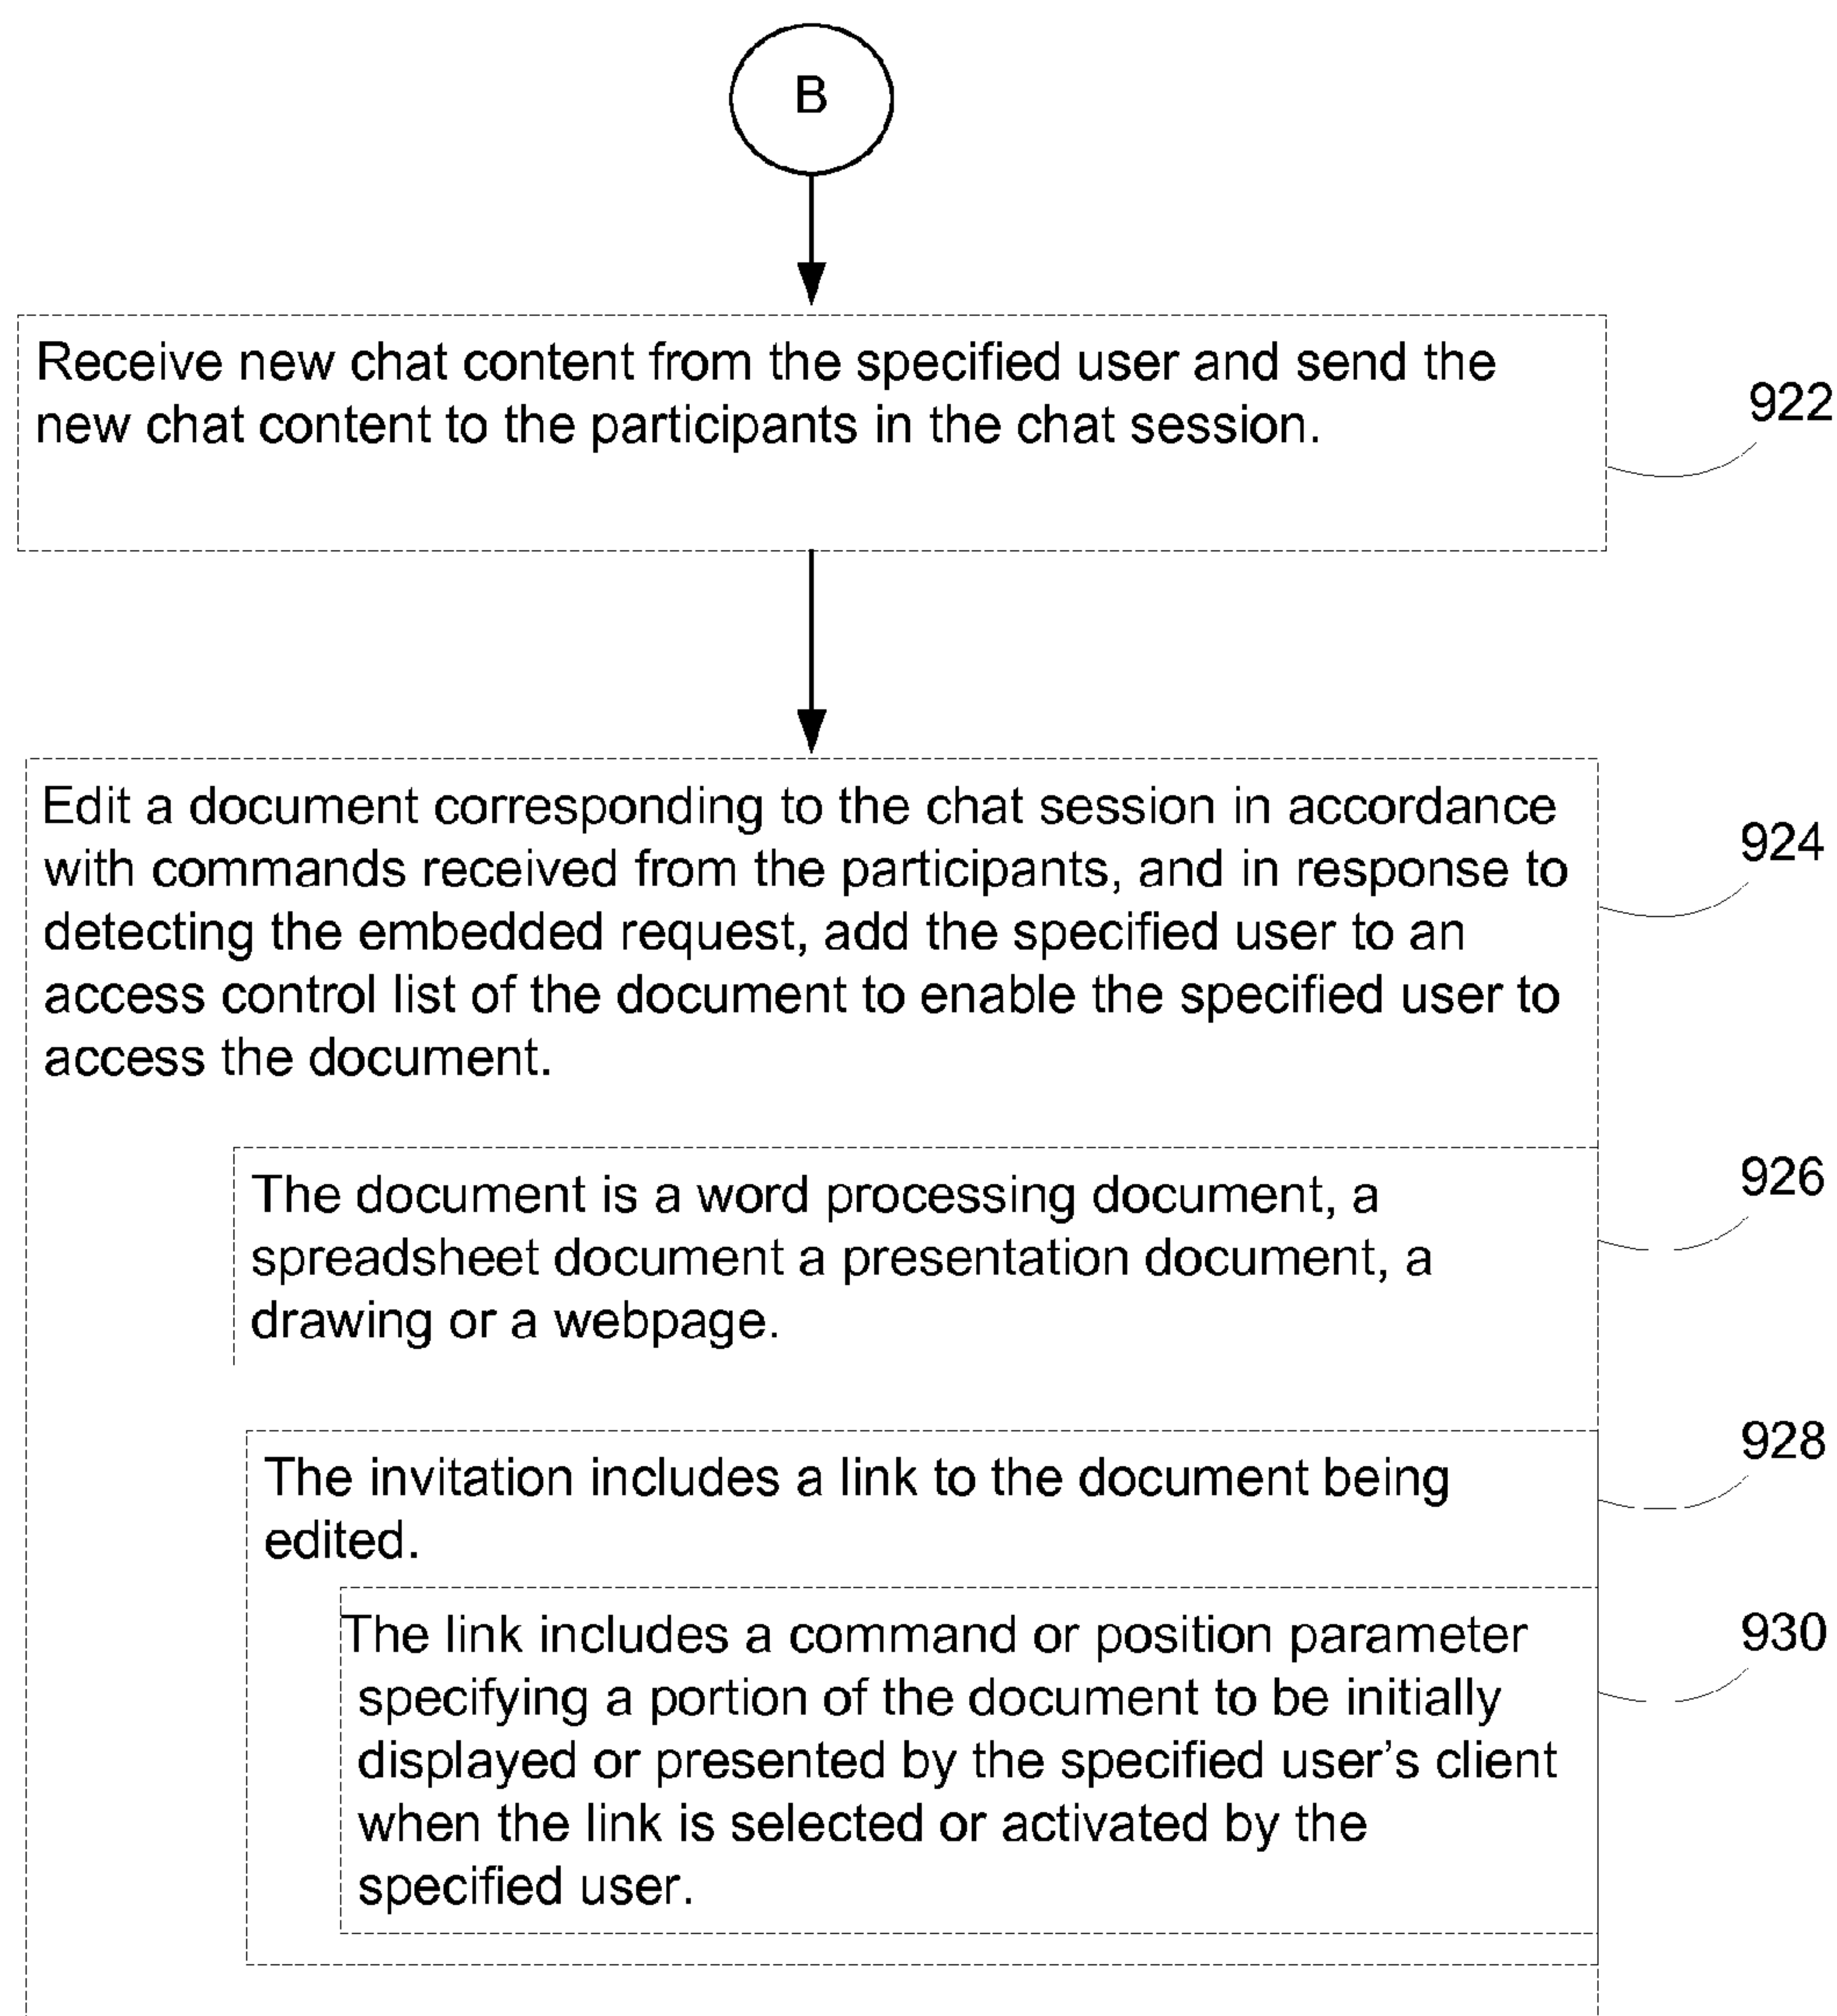 B
Receive new chat content from the specified user and send the
new chat content to the participants in the chat session.
922
Edit a document corresponding to the chat session in accordance
with commands received from the participants, and in response to
detecting the embedded request, add the specified user to an
access control list of the document to enable the specified user to
access the document.
924
The document is a word processing document, a
spreadsheet document a presentation document, a
drawing or a webpage.
926
The invitation includes a link to the document being
edited.
928
The link includes a command or position parameter
specifying a portion of the document to be initially
displayed or presented by the specified user’s client
when the link is selected or activated by the
specified user.
930